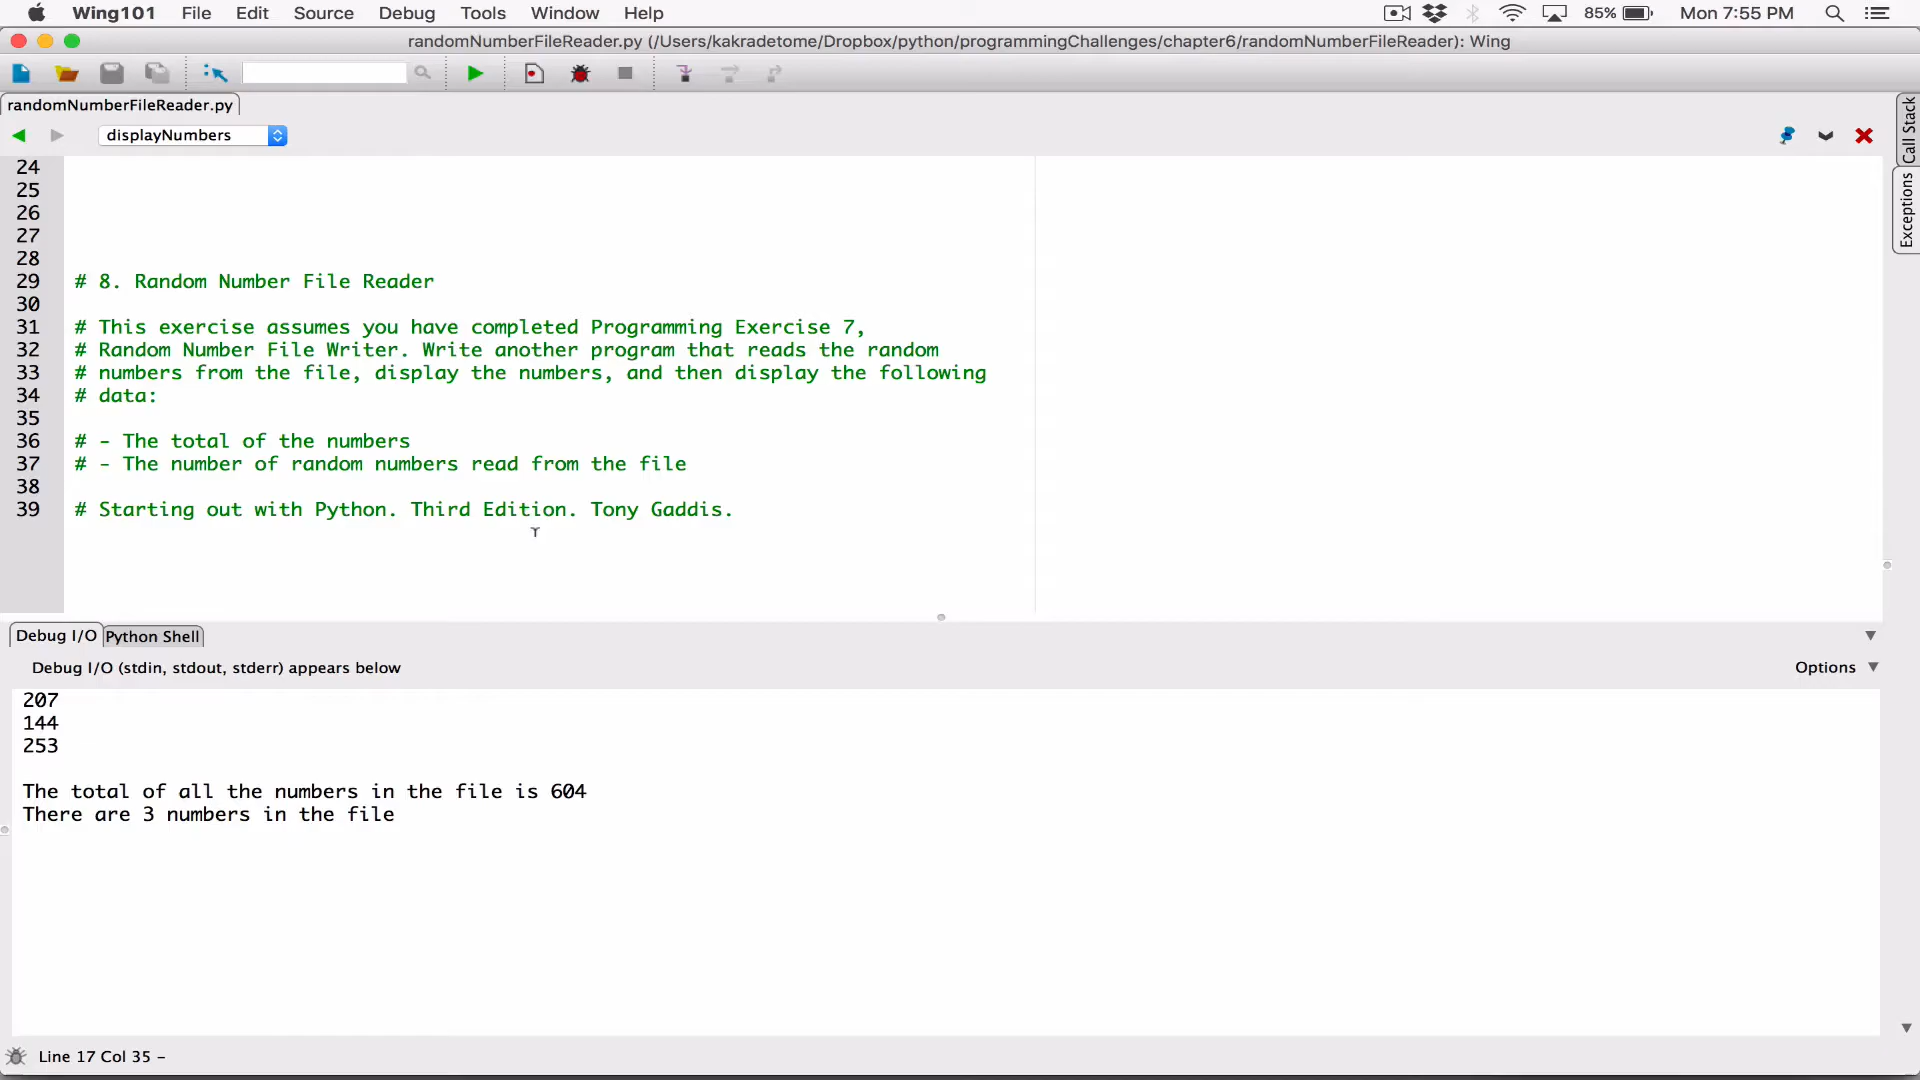 Wing101 File Edit Source Debug Tools Window Help 85% Mon 7:55 PM
randomNumberFileReader.py (/Users/kakradetome/Dropbox/python/programmingChallenges/chapter6/randomNumberFileReader): Wing
randomNumberFileReader.py
displayNumbers
Call Stack
Exceptions
24
25
26
27
28
29 # 8. Random Number File Reader
30
31 # This exercise assumes you have completed Programming Exercise 7,
32 # Random Number File Writer. Write another program that reads the random
33 # numbers from the file, display the numbers, and then display the following
34 # data:
35
36 # - The total of the numbers
37 # - The number of random numbers read from the file
38
39 # Starting out with Python. Third Edition. Tony Gaddis.
Debug I/O Python Shell
Debug I/O (stdin, stdout, stderr) appears below Options
207
144
253
The total of all the numbers in the file is 604
There are 3 numbers in the file
Line 17 Col 35 -